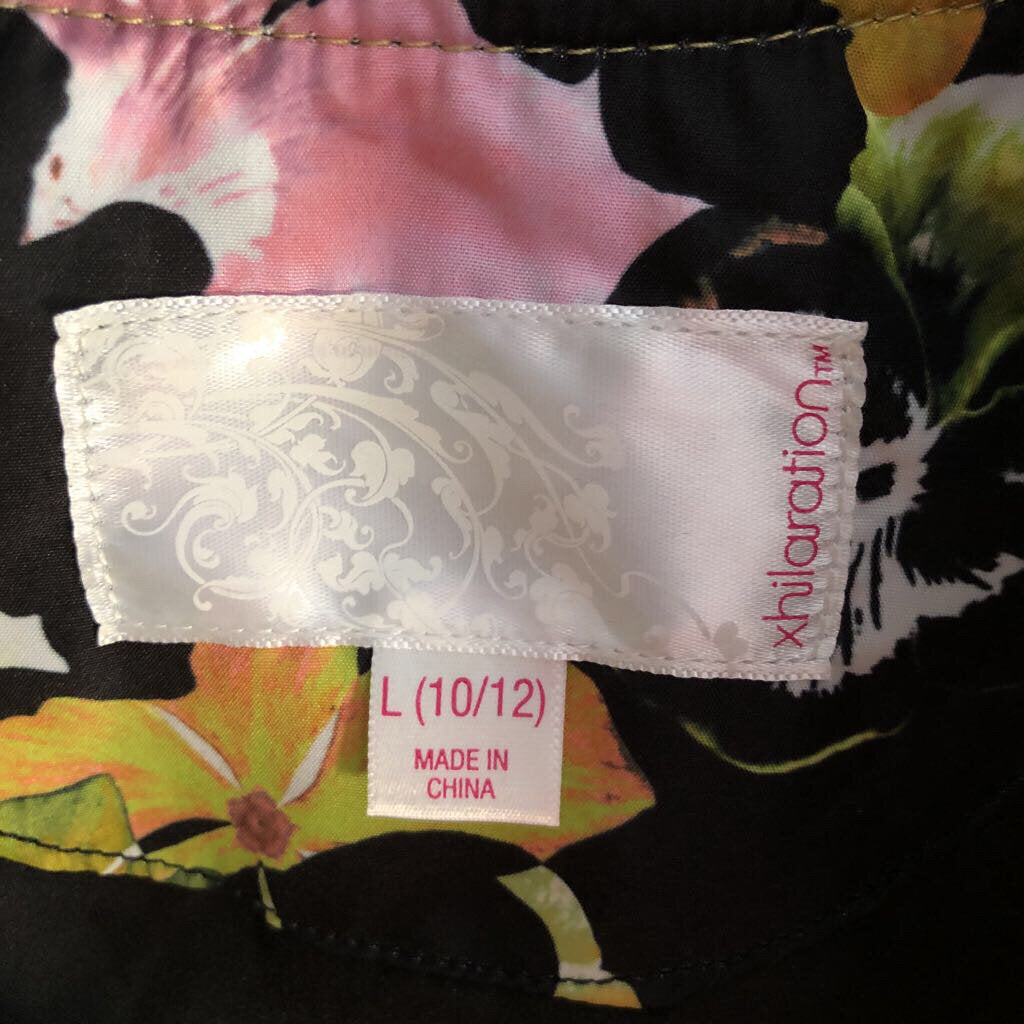 xhilaration™
L (10/12)
MADE IN
CHINA